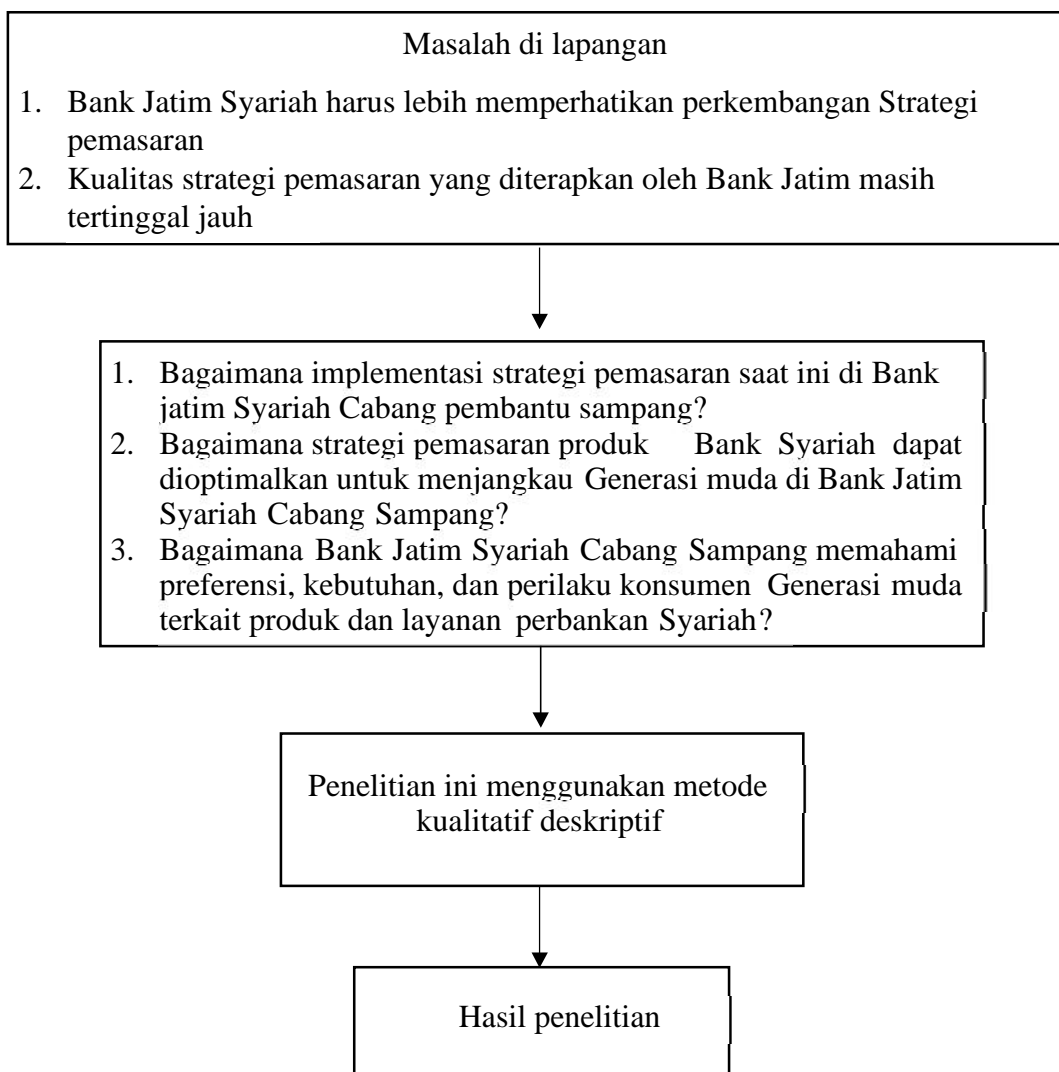 Masalah di lapangan
1. Bank Jatim Syariah harus lebih memperhatikan perkembangan Strategi
pemasaran
2. Kualitas strategi pemasaran yang diterapkan oleh Bank Jatim masih
tertinggal jauh
1. Bagaimana implementasi strategi pemasaran saat ini di Bank
jatim Syariah Cabang pembantu sampang?
2. Bagaimana strategi pemasaran produk Bank Syariah dapat
dioptimalkan untuk menjangkau Generasi muda di Bank Jatim
Syariah Cabang Sampang?
3. Bagaimana Bank Jatim Syariah Cabang Sampang memahami
preferensi, kebutuhan, dan perilaku konsumen Generasi muda
terkait produk dan layanan perbankan Syariah?
Penelitian ini menggunakan metode
kualitatif deskriptif
Hasil penelitian